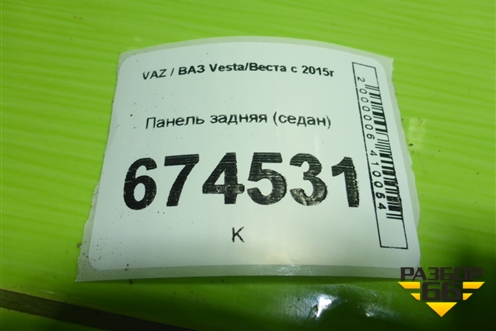 VAZ / ВАЗ Vesta/Веста с 2015г
Панель задняя (седан)
674531
К
2000006410064
РАЗБОР
66